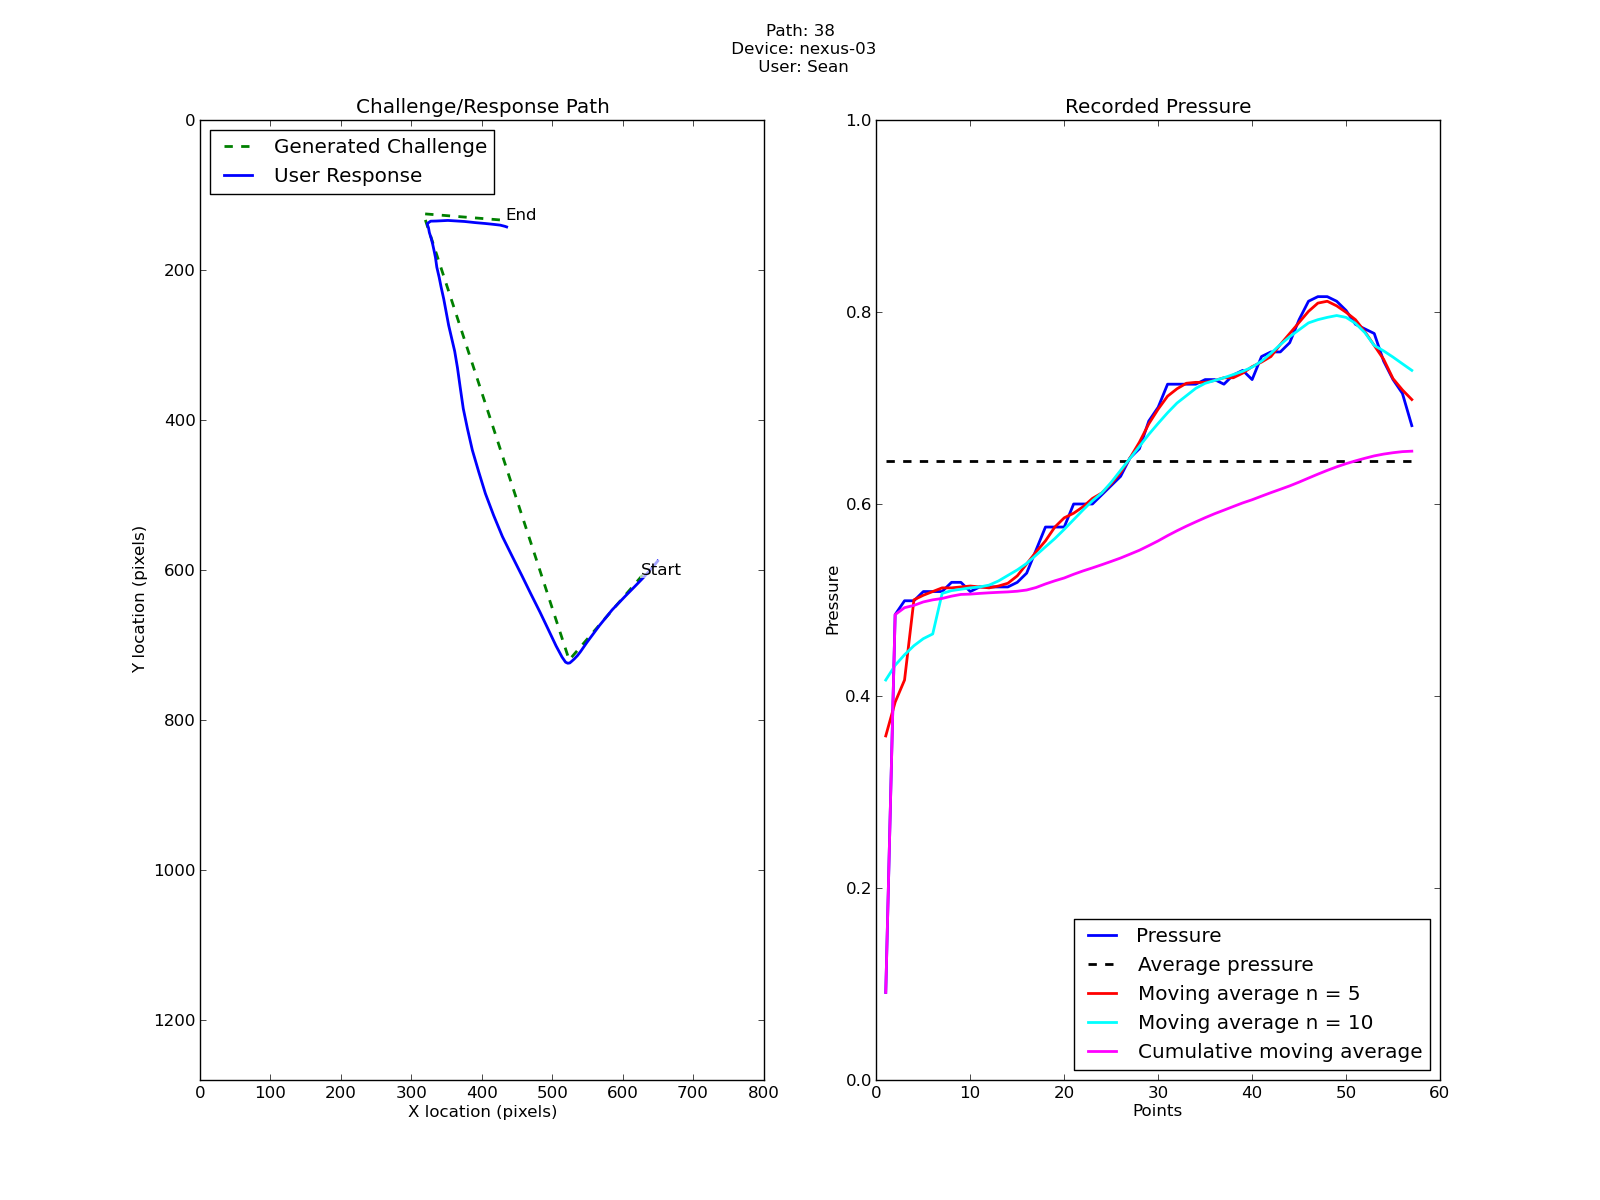 Path: 38
Device: nexus-03
User: Sean
Challenge/Response Path
0
200
400
600
800
1000
1200
Y location (pixels)
Generated Challenge
User Response
End
Start
0 100 200 300 400 500 600 700 800
X location (pixels)
Recorded Pressure
1.0
0.8
0.6
0.4
0.2
0.0
Pressure
Pressure
Average pressure
Moving average n = 5
Moving average n = 10
Cumulative moving average
0 10 20 30 40 50 60
Points